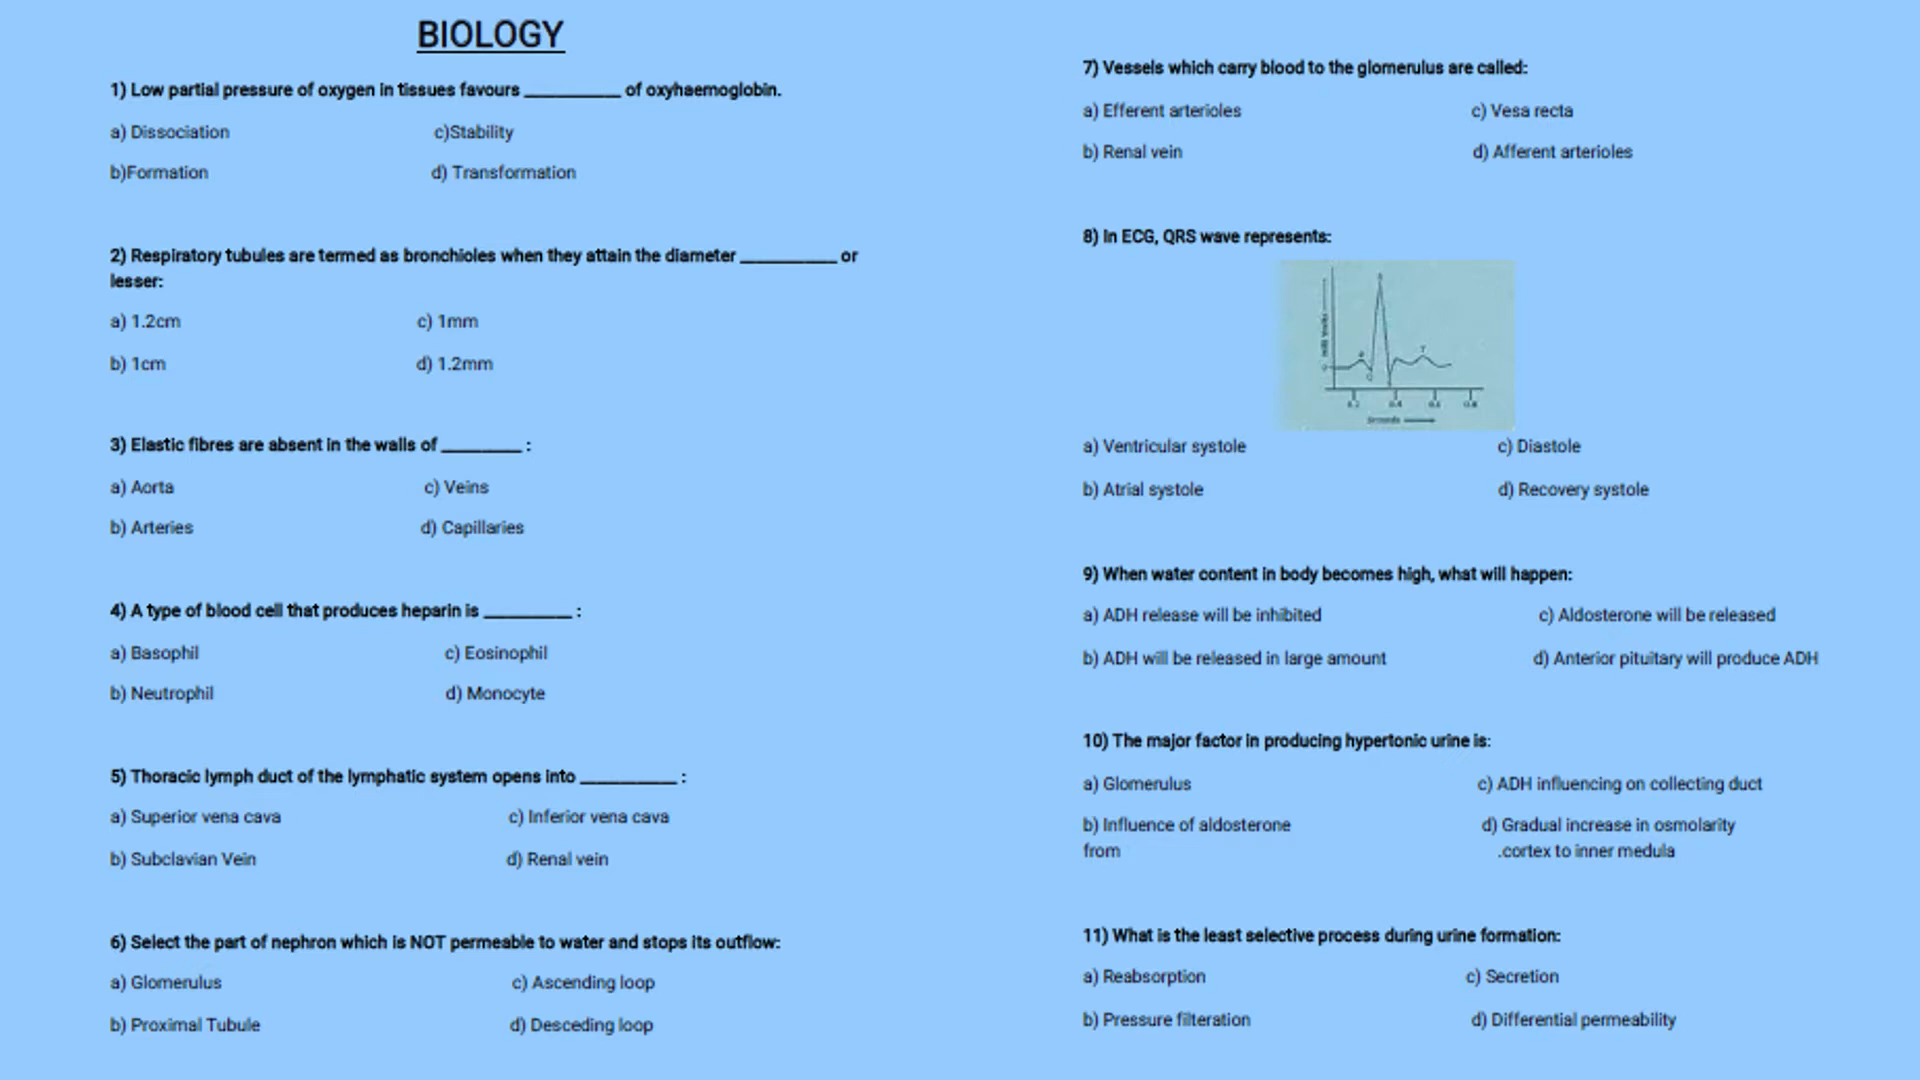 BIOLOGY
1) Low partial pressure of oxygen in tissues favours __________ of oxyhaemoglobin.
a) Dissociation c)Stability
b)Formation d) Transformation
2) Respiratory tubules are termed as bronchioles when they attain the diameter __________ or
lesser:
a) 1.2cm c) 1mm
b) 1cm d) 1.2mm
3) Elastic fibres are absent in the walls of ________ :
a) Aorta c) Veins
b) Arteries d) Capillaries
4) A type of blood cell that produces heparin is _________ :
a) Basophil c) Eosinophil
b) Neutrophil d) Monocyte
5) Thoracic lymph duct of the lymphatic system opens into __________ :
a) Superior vena cava c) Inferior vena cava
b) Subclavian Vein d) Renal vein
6) Select the part of nephron which is NOT permeable to water and stops its outflow:
a) Glomerulus c) Ascending loop
b) Proximal Tubule d) Desceding loop
7) Vessels which carry blood to the glomerulus are called:
a) Efferent arterioles c) Vesa recta
b) Renal vein d) Afferent arterioles
8) In ECG, QRS wave represents:
R
P
T
Q
0
0.2 0.4 0.6 0.8
Seconds
a) Ventricular systole c) Diastole
b) Atrial systole d) Recovery systole
9) When water content in body becomes high, what will happen:
a) ADH release will be inhibited c) Aldosterone will be released
b) ADH will be released in large amount d) Anterior pituitary will produce ADH
10) The major factor in producing hypertonic urine is:
a) Glomerulus c) ADH influencing on collecting duct
b) Influence of aldosterone d) Gradual increase in osmolarity
from .cortex to inner medula
11) What is the least selective process during urine formation:
a) Reabsorption c) Secretion
b) Pressure filteration d) Differential permeability